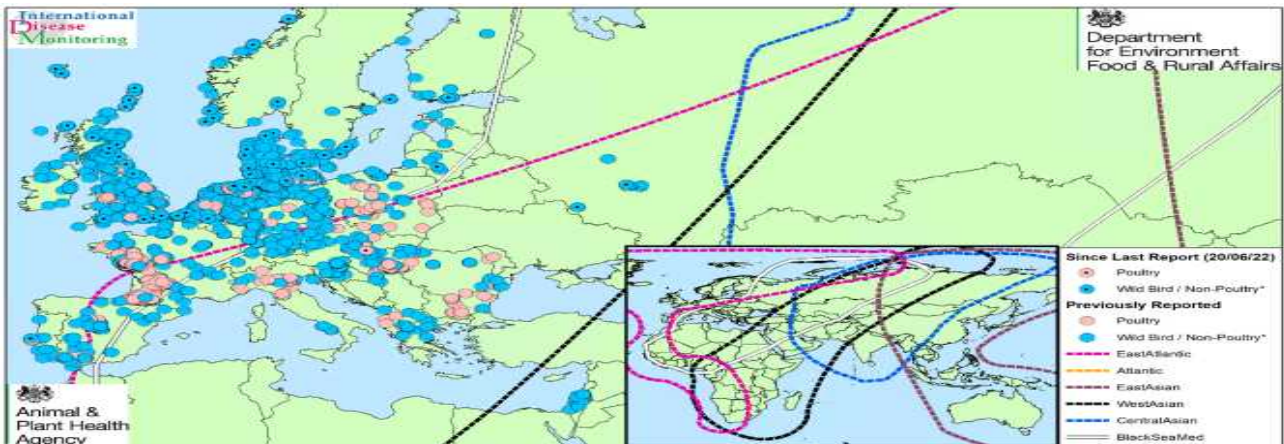 International
Disease
Monitoring
Department
for Environment
Food & Rural Affairs
Animal &
Plant Health
Agency
Since Last Report (20/06/22)
Poultry
Wild Bird / Non-Poultry*
Previously Reported
Poultry
Wild Bird / Non-Poultry*
EastAtlantic
Atlantic
EastAsian
WestAsian
CentralAsian
BlackSeaMed